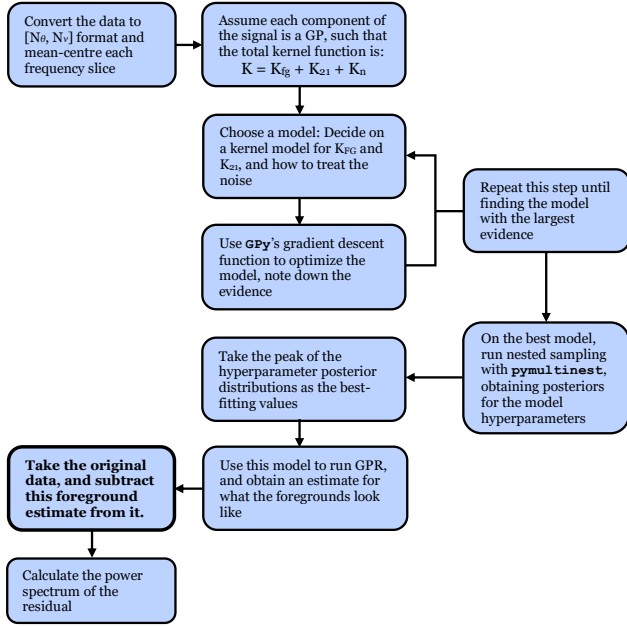 Convert the data to
[Nθ, Nν] format and
mean-centre each
frequency slice
Assume each component of
the signal is a GP, such that
the total kernel function is:
K = Kfg + K21 + Kn
Choose a model: Decide on
a kernel model for KFG and
K21, and how to treat the
noise
Use GPy's gradient descent
function to optimize the
model, note down the
evidence
Repeat this step until
finding the model
with the largest
evidence
On the best model,
run nested sampling
with pymultinest,
obtaining posteriors
for the model
hyperparameters
Take the peak of the
hyperparameter posterior
distributions as the best-
fitting values
Use this model to run GPR,
and obtain an estimate for
what the foregrounds look
like
Take the original
data, and subtract
this foreground
estimate from it.
Calculate the power
spectrum of the
residual